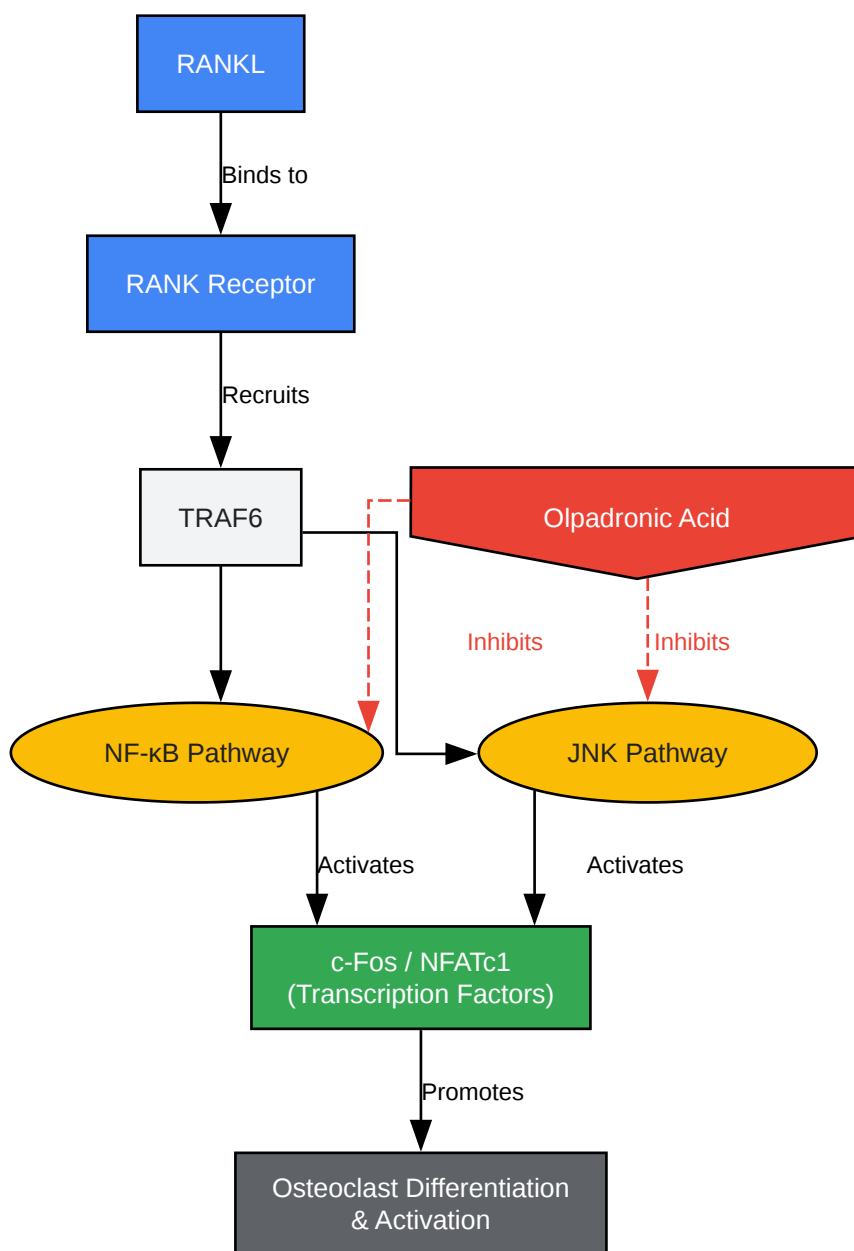 RANKL
Binds to
RANK Receptor
Recruits
TRAF6
Olpadronic Acid
Inhibits
Inhibits
NF-κB Pathway
JNK Pathway
Activates
Activates
c-Fos / NFATc1
(Transcription Factors)
Promotes
Osteoclast Differentiation
& Activation